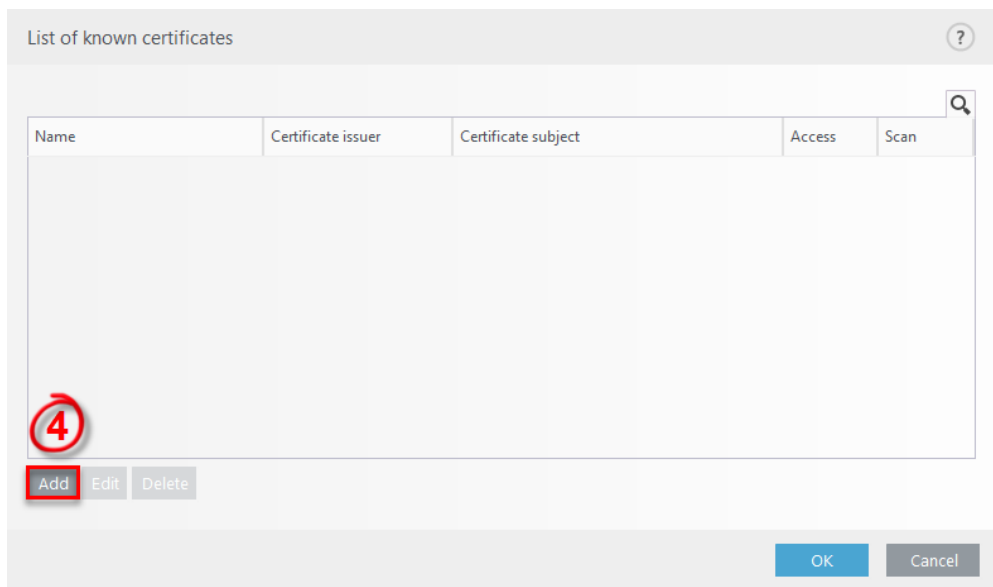 List of known certificates ?
Name Certificate issuer Certificate subject Access Scan
4
Add Edit Delete
OK Cancel